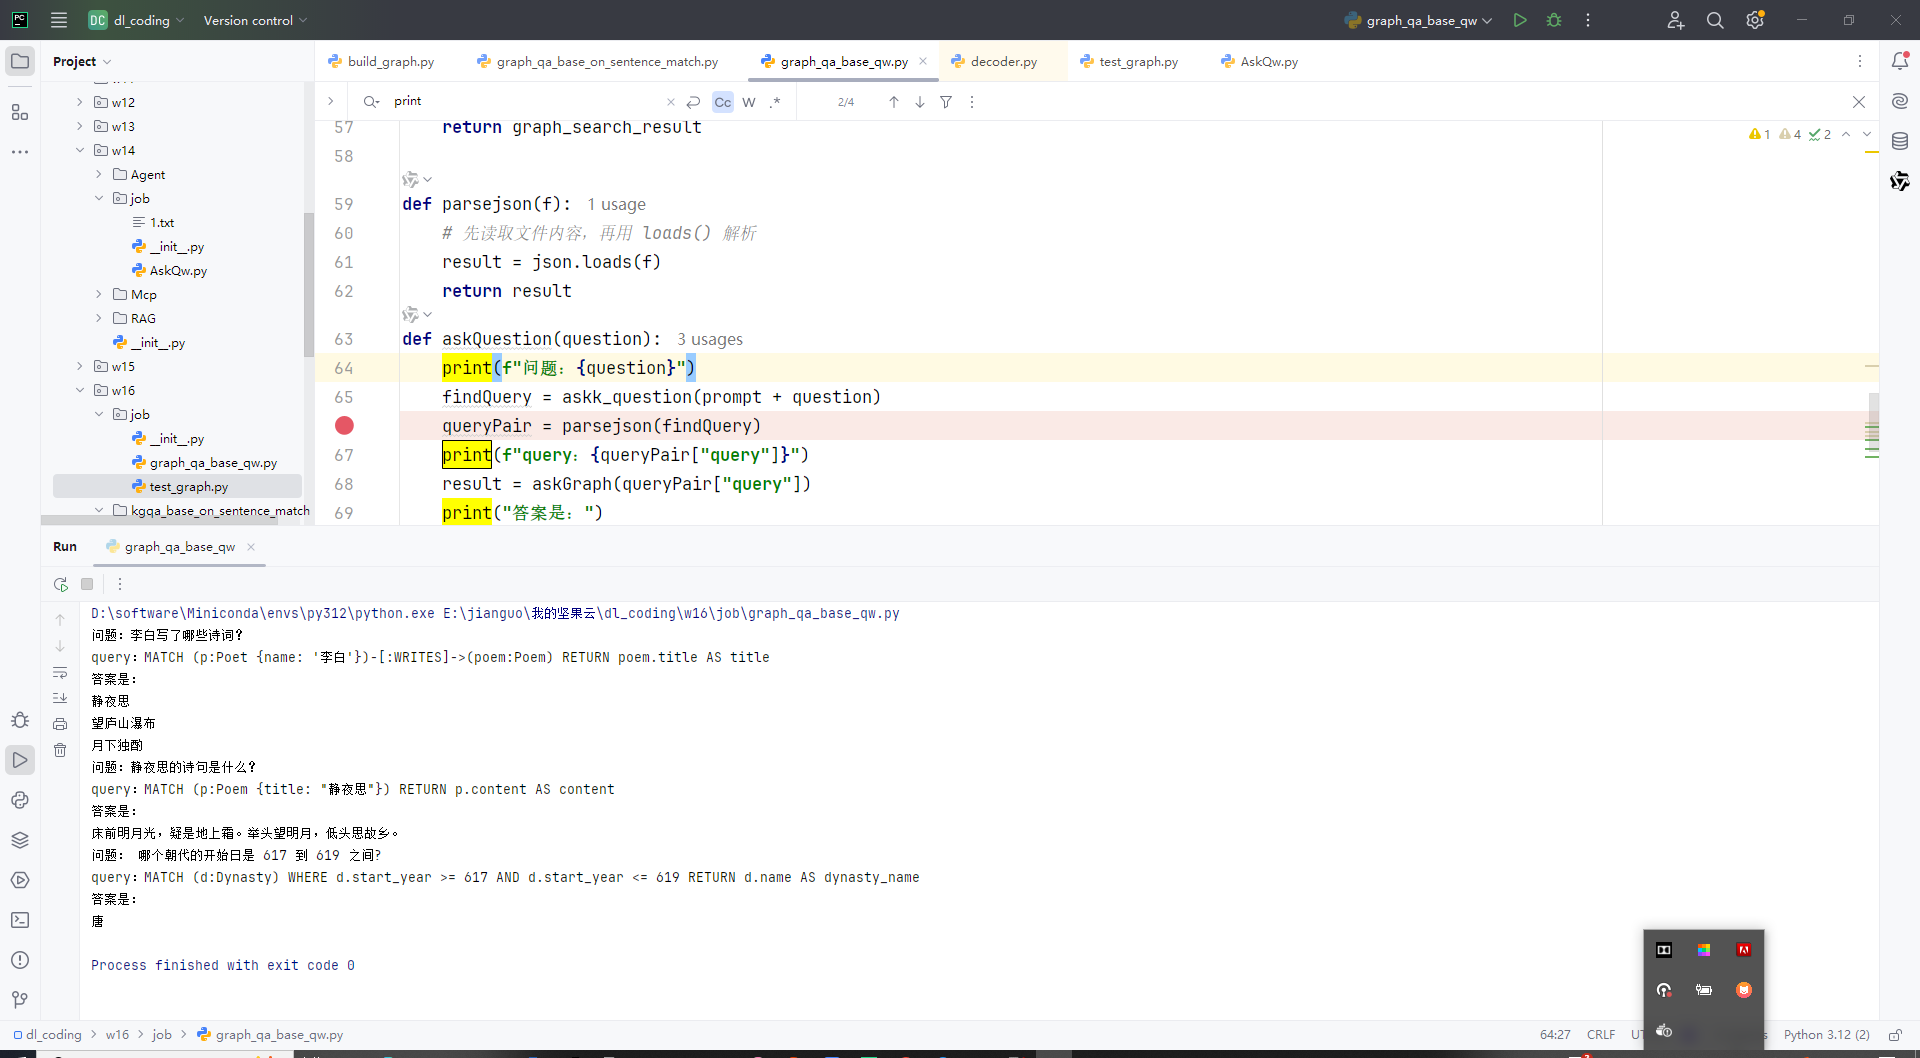 PC
DC dl_coding
Version control
graph_qa_base_qw
Project
build_graph.py
graph_qa_base_on_sentence_match.py
graph_qa_base_qw.py
decoder.py
test_graph.py
AskQw.py
print
Cc
W
.*
2/4
w12
w13
w14
Agent
job
1.txt
__init__.py
AskQw.py
Mcp
RAG
__init__.py
w15
w16
job
__init__.py
graph_qa_base_qw.py
test_graph.py
kgqa_base_on_sentence_match
1 4 2
57 return graph_search_result
58
59 def parsejson(f): 1 usage
60 # 先读取文件内容，再用 loads() 解析
61 result = json.loads(f)
62 return result
63 def askQuestion(question): 3 usages
64 print(f"问题：{question}")
65 findQuery = askk_question(prompt + question)
queryPair = parsejson(findQuery)
67 print(f"query：{queryPair["query"]}")
68 result = askGraph(queryPair["query"])
69 print("答案是：")
Run
graph_qa_base_qw
D:\software\Miniconda\envs\py312\python.exe E:\jianguo\我的坚果云\dl_coding\w16\job\graph_qa_base_qw.py
问题：李白写了哪些诗词？
query：MATCH (p:Poet {name: '李白'})-[:WRITES]->(poem:Poem) RETURN poem.title AS title
答案是：
静夜思
望庐山瀑布
月下独酌
问题：静夜思的诗句是什么？
query：MATCH (p:Poem {title: "静夜思"}) RETURN p.content AS content
答案是：
床前明月光，疑是地上霜。举头望明月，低头思故乡。
问题： 哪个朝代的开始日是 617 到 619 之间?
query：MATCH (d:Dynasty) WHERE d.start_year >= 617 AND d.start_year <= 619 RETURN d.name AS dynasty_name
答案是：
唐
Process finished with exit code 0
dl_coding
w16
job
graph_qa_base_qw.py
64:27
CRLF
Python 3.12 (2)